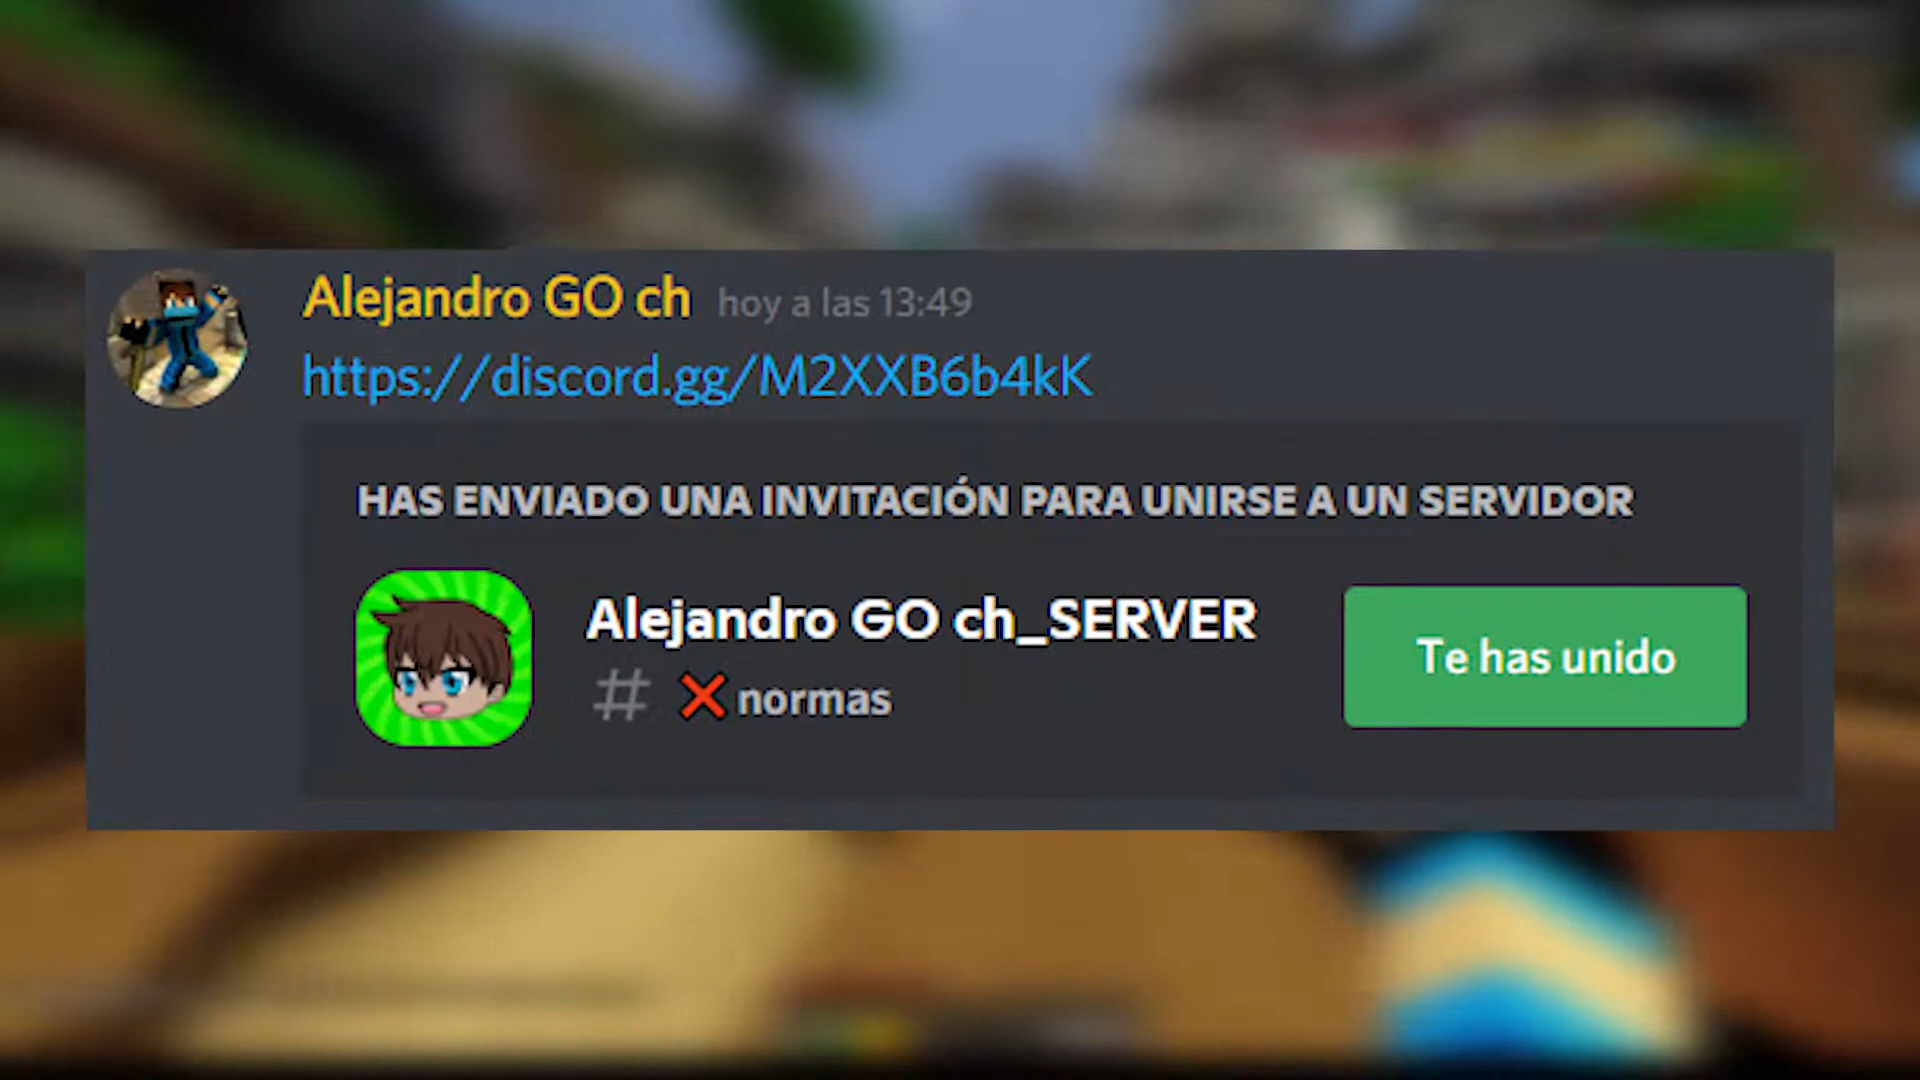 Alejandro GO ch hoy a las 13:49
https://discord.gg/M2XXB6b4kK
HAS ENVIADO UNA INVITACIÓN PARA UNIRSE A UN SERVIDOR
Alejandro GO ch_SERVER
# ❌ normas
Te has unido